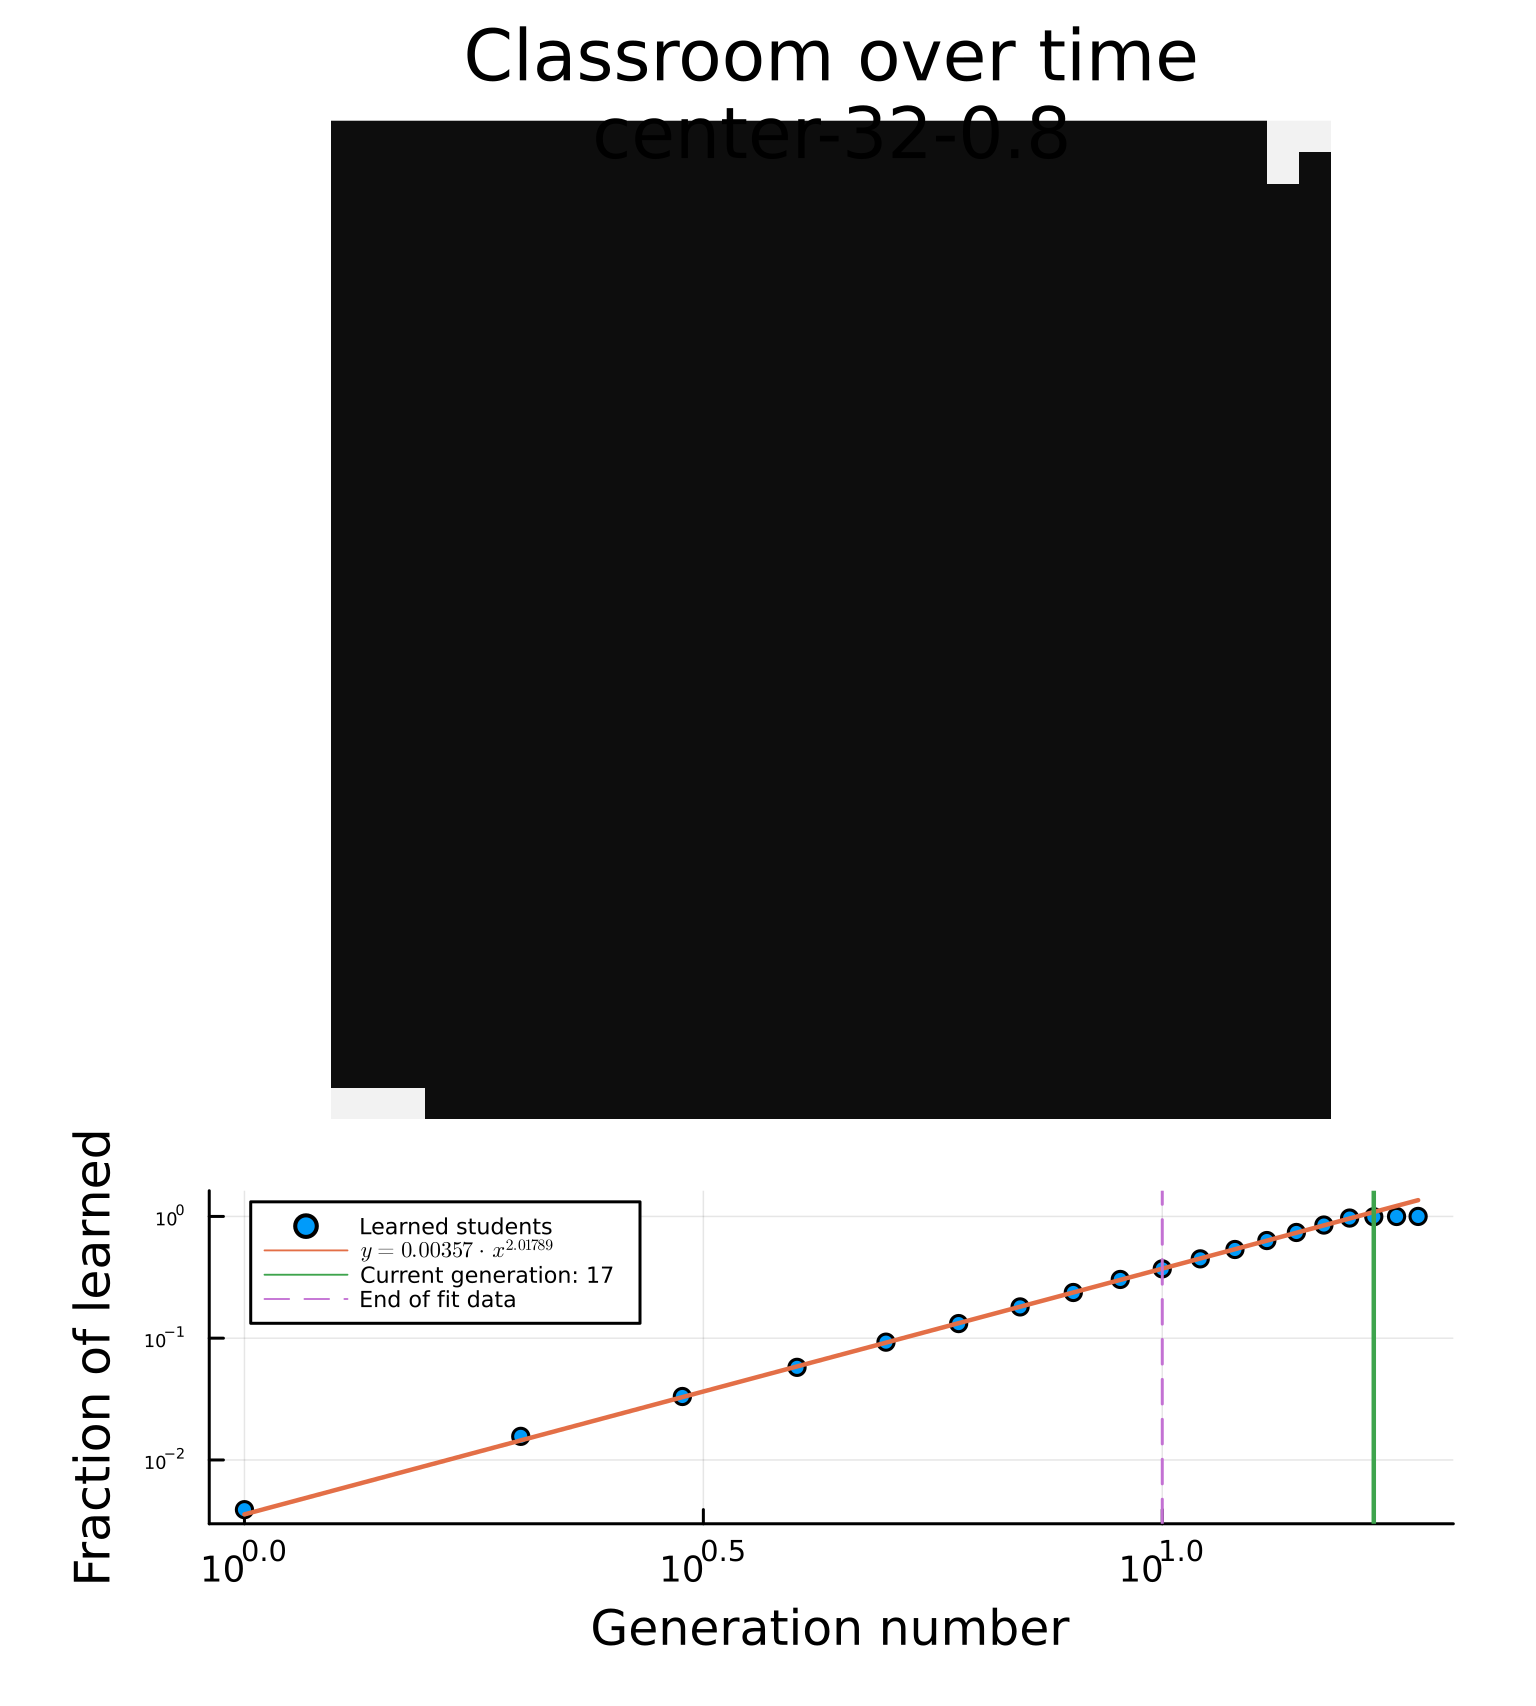 Classroom over time
center-32-0.8
Fraction of learned
10⁰
10⁻¹
10⁻²
Learned students
y = 0.00357 · x^2.01789
Current generation: 17
End of fit data
10^0.0
10^0.5
10^1.0
Generation number